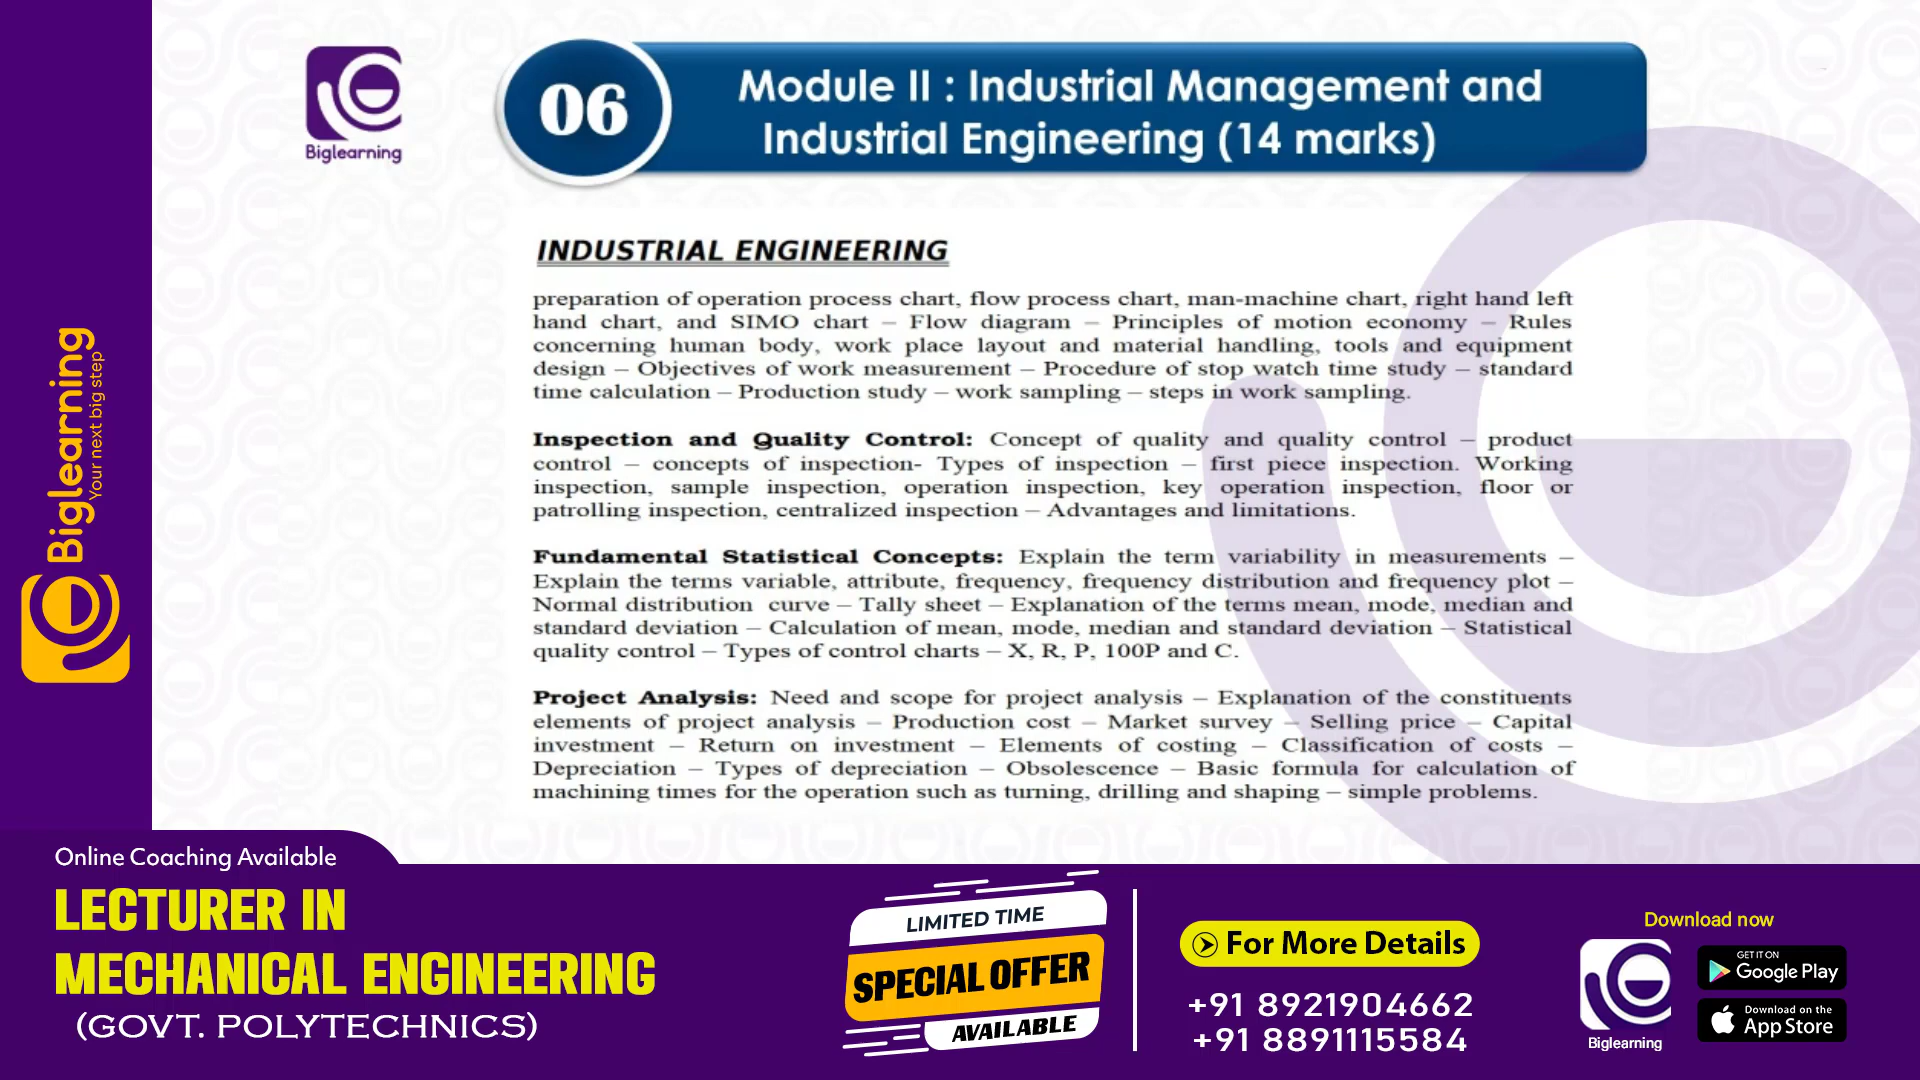 Biglearning
06
Module II : Industrial Management and
Industrial Engineering (14 marks)
INDUSTRIAL ENGINEERING
preparation of operation process chart, flow process chart, man-machine chart, right hand left
hand chart, and SIMO chart – Flow diagram – Principles of motion economy – Rules
concerning human body, work place layout and material handling, tools and equipment
design – Objectives of work measurement – Procedure of stop watch time study – standard
time calculation – Production study – work sampling – steps in work sampling.
Inspection and Quality Control: Concept of quality and quality control – product
control – concepts of inspection- Types of inspection – first piece inspection. Working
inspection, sample inspection, operation inspection, key operation inspection, floor or
patrolling inspection, centralized inspection – Advantages and limitations.
Fundamental Statistical Concepts: Explain the term variability in measurements –
Explain the terms variable, attribute, frequency, frequency distribution and frequency plot –
Normal distribution curve – Tally sheet – Explanation of the terms mean, mode, median and
standard deviation – Calculation of mean, mode, median and standard deviation – Statistical
quality control – Types of control charts – X, R, P, 100P and C.
Project Analysis: Need and scope for project analysis – Explanation of the constituents
elements of project analysis – Production cost – Market survey – Selling price – Capital
investment – Return on investment – Elements of costing – Classification of costs –
Depreciation – Types of depreciation – Obsolescence – Basic formula for calculation of
machining times for the operation such as turning, drilling and shaping – simple problems.
Biglearning
Your next big step
Online Coaching Available
LECTURER IN
MECHANICAL ENGINEERING
(GOVT. POLYTECHNICS)
LIMITED TIME
SPECIAL OFFER
AVAILABLE
For More Details
+91 8921904662
+91 8891115584
Download now
Biglearning
GET IT ON
Google Play
Download on the
App Store